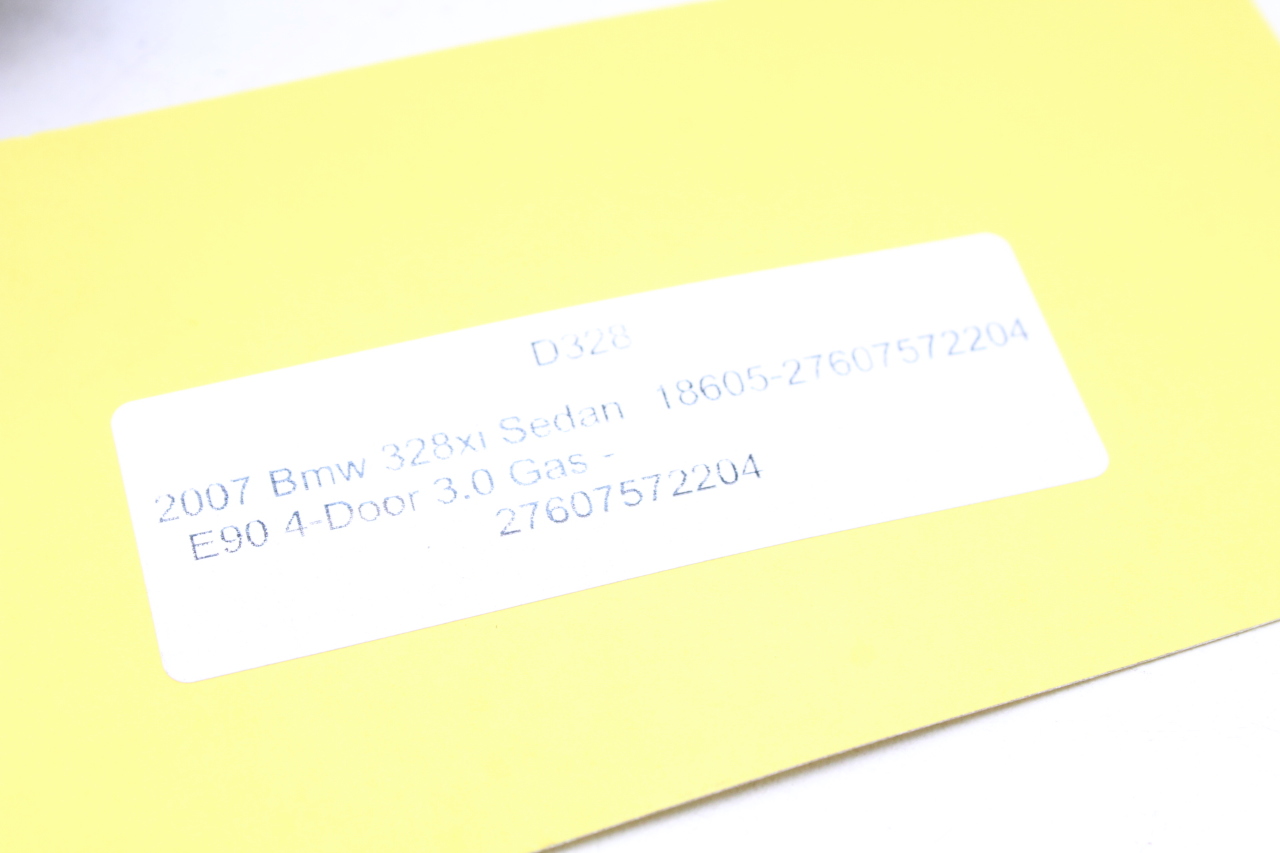 D328
2007 Bmw 328xi Sedan 18605-27607572204
E90 4-Door 3.0 Gas -
27607572204